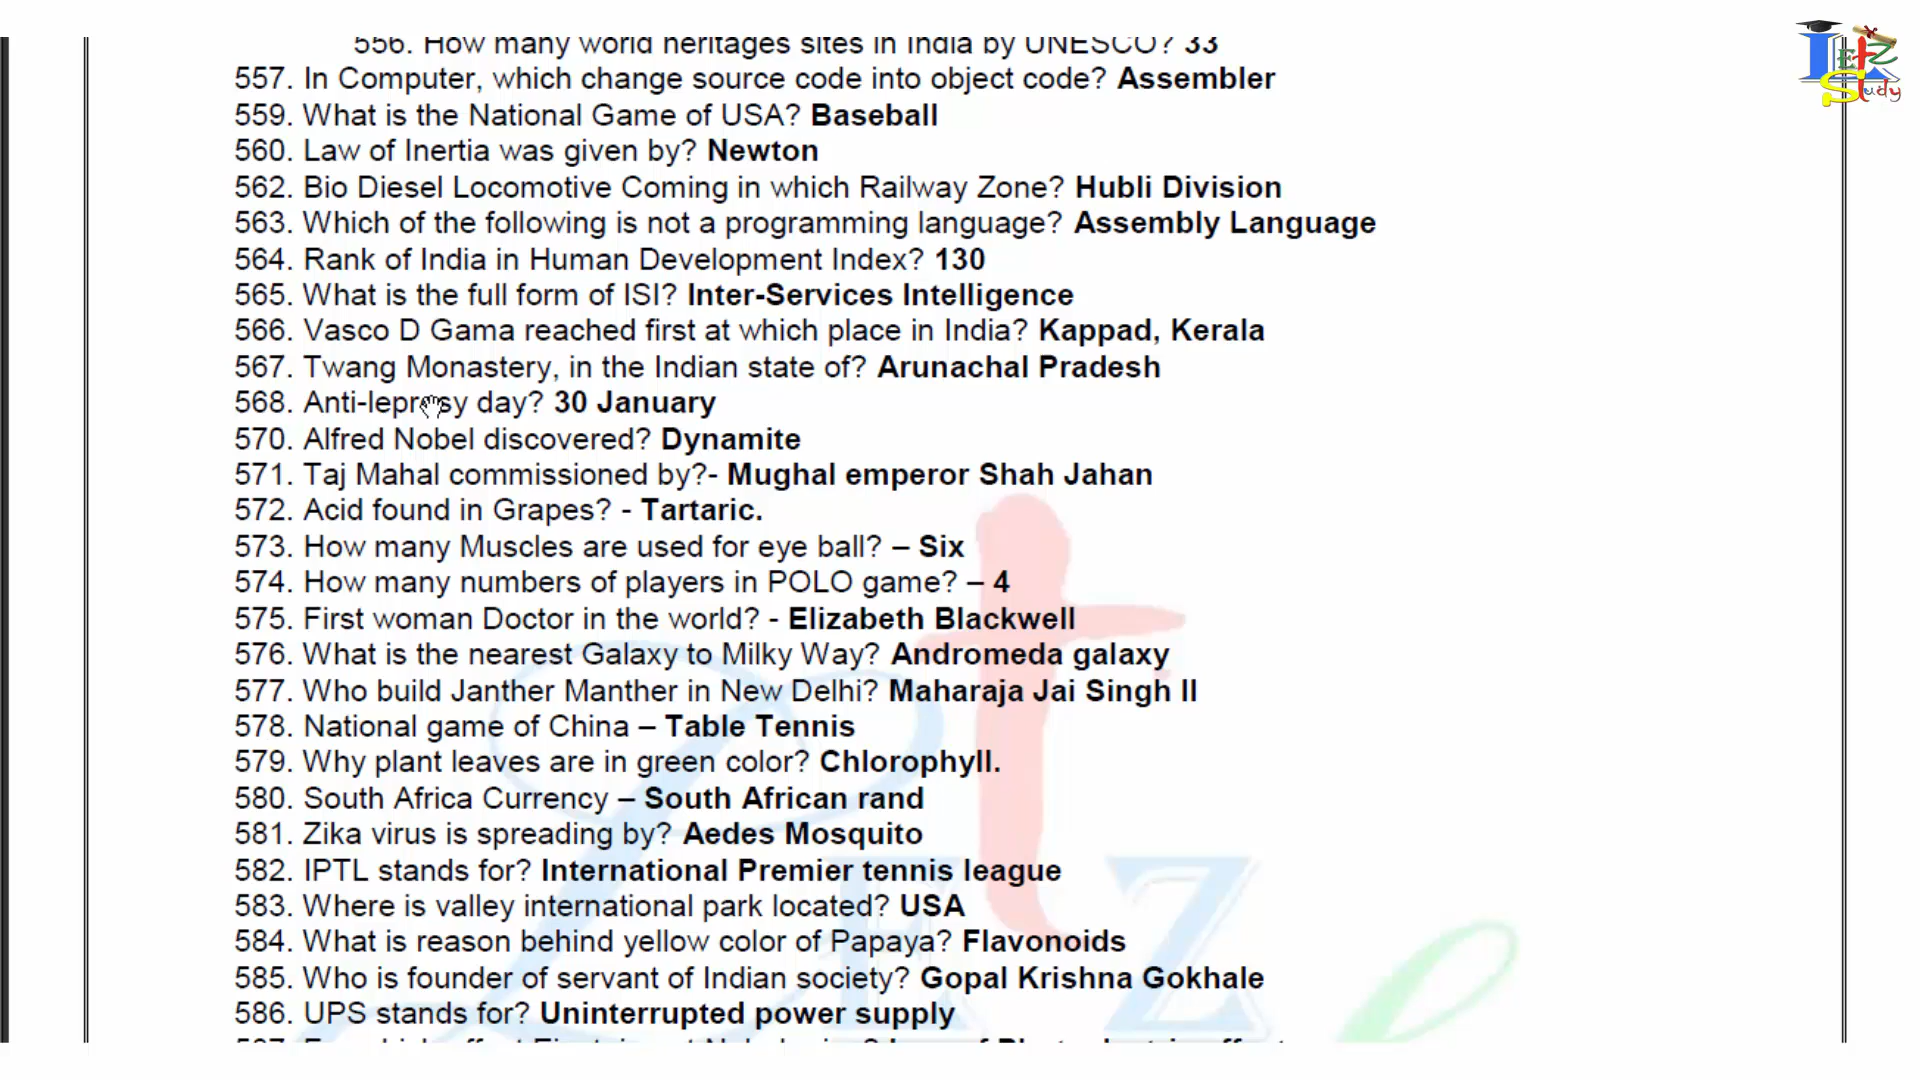 556. How many world heritages sites in India by UNESCO? 33
557. In Computer, which change source code into object code? Assembler
559. What is the National Game of USA? Baseball
560. Law of Inertia was given by? Newton
562. Bio Diesel Locomotive Coming in which Railway Zone? Hubli Division
563. Which of the following is not a programming language? Assembly Language
564. Rank of India in Human Development Index? 130
565. What is the full form of ISI? Inter-Services Intelligence
566. Vasco D Gama reached first at which place in India? Kappad, Kerala
567. Twang Monastery, in the Indian state of? Arunachal Pradesh
568. Anti-leprosy day? 30 January
570. Alfred Nobel discovered? Dynamite
571. Taj Mahal commissioned by?- Mughal emperor Shah Jahan
572. Acid found in Grapes? - Tartaric.
573. How many Muscles are used for eye ball? – Six
574. How many numbers of players in POLO game? – 4
575. First woman Doctor in the world? - Elizabeth Blackwell
576. What is the nearest Galaxy to Milky Way? Andromeda galaxy
577. Who build Janther Manther in New Delhi? Maharaja Jai Singh II
578. National game of China – Table Tennis
579. Why plant leaves are in green color? Chlorophyll.
580. South Africa Currency – South African rand
581. Zika virus is spreading by? Aedes Mosquito
582. IPTL stands for? International Premier tennis league
583. Where is valley international park located? USA
584. What is reason behind yellow color of Papaya? Flavonoids
585. Who is founder of servant of Indian society? Gopal Krishna Gokhale
586. UPS stands for? Uninterrupted power supply